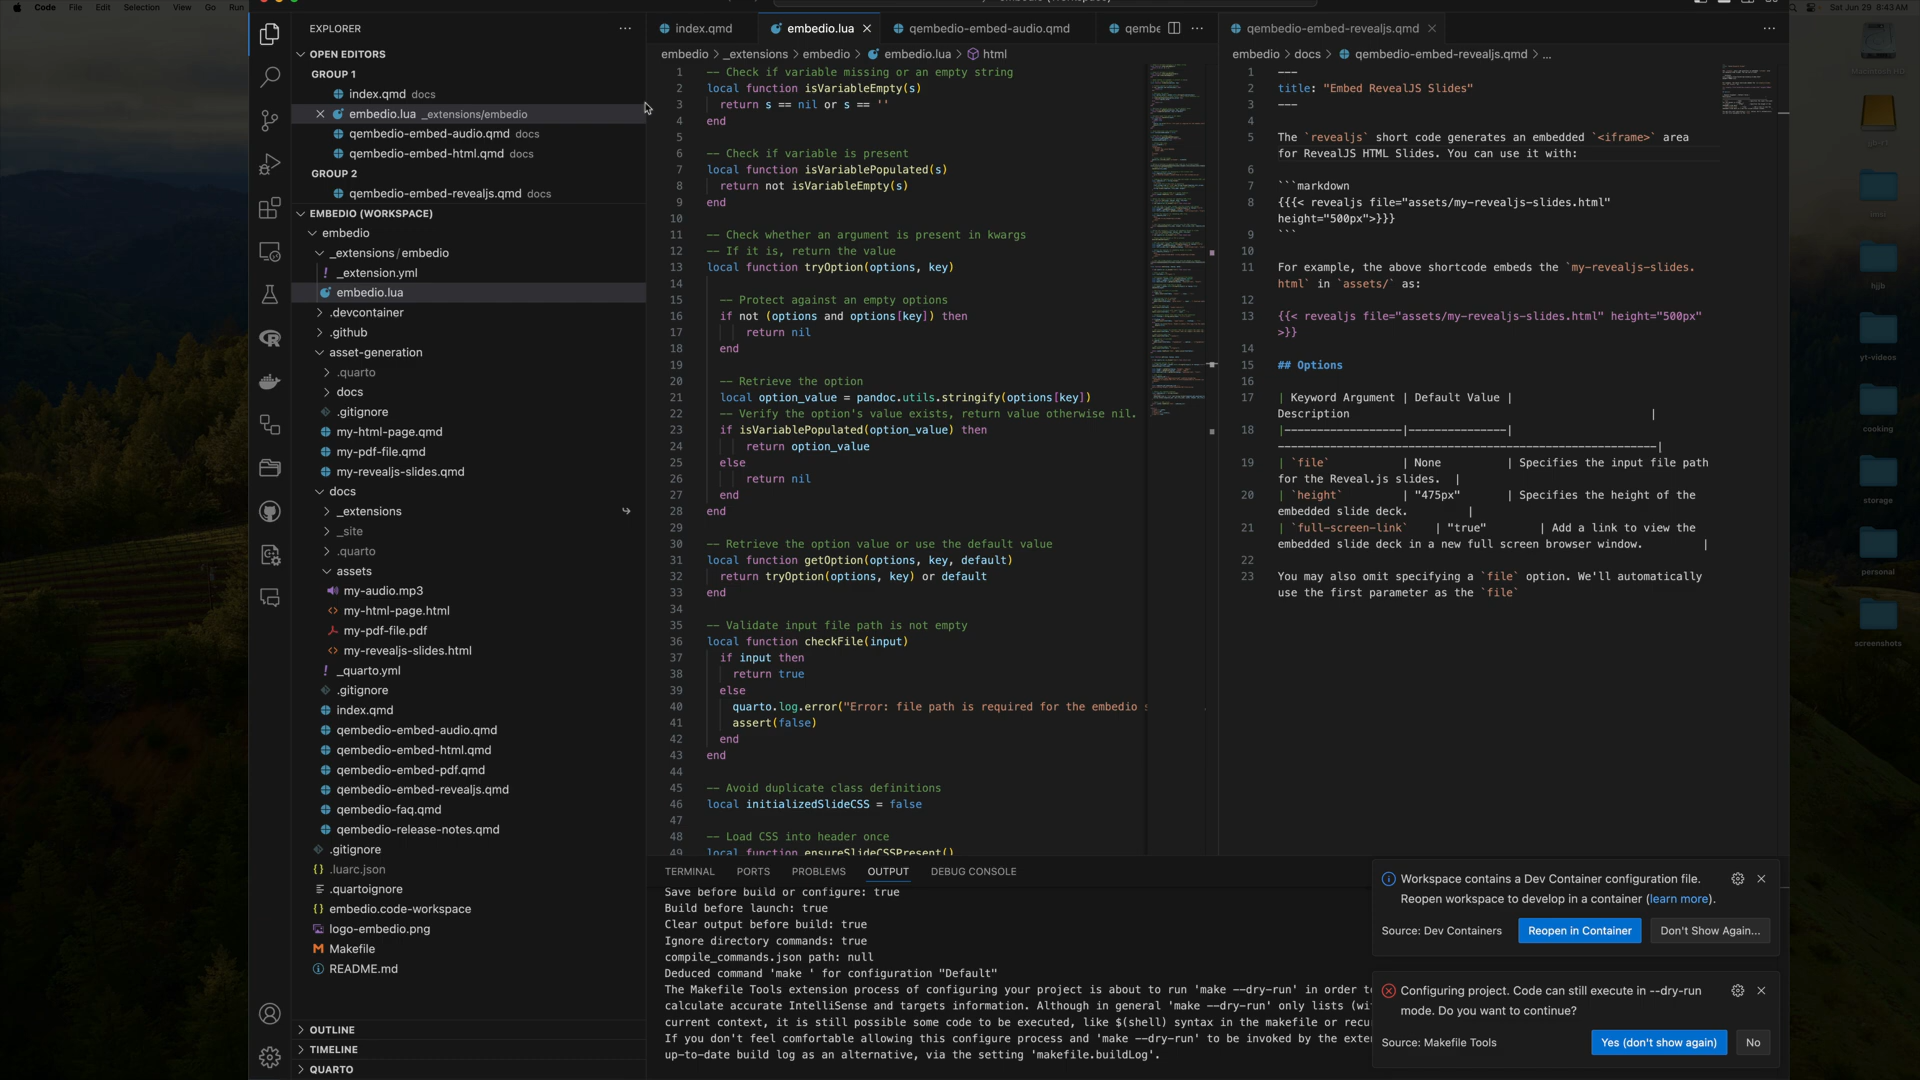 Code File Edit Selection View Go Run
Sat Jun 29 8:43 AM
EXPLORER
OPEN EDITORS
GROUP 1
index.qmd docs
embedio.lua _extensions/embedio
qembedio-embed-audio.qmd docs
qembedio-embed-html.qmd docs
GROUP 2
qembedio-embed-revealjs.qmd docs
EMBEDIO (WORKSPACE)
embedio
_extensions/embedio
_extension.yml
embedio.lua
.devcontainer
.github
asset-generation
.quarto
docs
.gitignore
my-html-page.qmd
my-pdf-file.qmd
my-revealjs-slides.qmd
docs
_extensions
_site
.quarto
assets
my-audio.mp3
my-html-page.html
my-pdf-file.pdf
my-revealjs-slides.html
_quarto.yml
.gitignore
index.qmd
qembedio-embed-audio.qmd
qembedio-embed-html.qmd
qembedio-embed-pdf.qmd
qembedio-embed-revealjs.qmd
qembedio-faq.qmd
qembedio-release-notes.qmd
.gitignore
.luarc.json
.quartoignore
embedio.code-workspace
logo-embedio.png
Makefile
README.md
OUTLINE
TIMELINE
QUARTO
index.qmd embedio.lua qembedio-embed-audio.qmd qembe
embedio > _extensions > embedio > embedio.lua > html
1 -- Check if variable missing or an empty string
2 local function isVariableEmpty(s)
3 return s == nil or s == ''
4 end
5
6 -- Check if variable is present
7 local function isVariablePopulated(s)
8 return not isVariableEmpty(s)
9 end
10
11 -- Check whether an argument is present in kwargs
12 -- If it is, return the value
13 local function tryOption(options, key)
14
15 -- Protect against an empty options
16 if not (options and options[key]) then
17 return nil
18 end
19
20 -- Retrieve the option
21 local option_value = pandoc.utils.stringify(options[key])
22 -- Verify the option's value exists, return value otherwise nil.
23 if isVariablePopulated(option_value) then
24 return option_value
25 else
26 return nil
27 end
28 end
29
30 -- Retrieve the option value or use the default value
31 local function getOption(options, key, default)
32 return tryOption(options, key) or default
33 end
34
35 -- Validate input file path is not empty
36 local function checkFile(input)
37 if input then
38 return true
39 else
40 quarto.log.error("Error: file path is required for the embedio s
41 assert(false)
42 end
43 end
44
45 -- Avoid duplicate class definitions
46 local initializedSlideCSS = false
47
48 -- Load CSS into header once
49 local function ensureSlideCSSPresent()
qembedio-embed-revealjs.qmd
embedio > docs > qembedio-embed-revealjs.qmd > ...
1 ---
2 title: "Embed RevealJS Slides"
3 ---
4
5 The `revealjs` short code generates an embedded `<iframe>` area
for RevealJS HTML Slides. You can use it with:
6
7 ```markdown
8 {{{< revealjs file="assets/my-revealjs-slides.html"
height="500px">}}}
9 ```
10
11 For example, the above shortcode embeds the `my-revealjs-slides.
html` in `assets/` as:
12
13 {{< revealjs file="assets/my-revealjs-slides.html" height="500px"
>}}
14
15 ## Options
16
17 | Keyword Argument | Default Value |
Description |
18 |------------------|---------------|
-----------------------------------------------------------|
19 | `file` | None | Specifies the input file path
for the Reveal.js slides. |
20 | `height` | "475px" | Specifies the height of the
embedded slide deck. |
21 | `full-screen-link` | "true" | Add a link to view the
embedded slide deck in a new full screen browser window. |
22
23 You may also omit specifying a `file` option. We'll automatically
use the first parameter as the `file`
TERMINAL PORTS PROBLEMS OUTPUT DEBUG CONSOLE
Save before build or configure: true
Build before launch: true
Clear output before build: true
Ignore directory commands: true
compile_commands.json path: null
Deduced command 'make ' for configuration "Default"
The Makefile Tools extension process of configuring your project is about to run 'make --dry-run' in order t
calculate accurate IntelliSense and targets information. Although in general 'make --dry-run' only lists (wi
current context, it is still possible some code to be executed, like $(shell) syntax in the makefile or recu
If you don't feel comfortable allowing this configure process and 'make --dry-run' to be invoked by the exte
up-to-date build log as an alternative, via the setting 'makefile.buildLog'.
Workspace contains a Dev Container configuration file.
Reopen workspace to develop in a container (learn more).
Source: Dev Containers
Reopen in Container
Don't Show Again...
Configuring project. Code can still execute in --dry-run
mode. Do you want to continue?
Source: Makefile Tools
Yes (don't show again)
No
hjjb
yt-videos
cooking
storage
personal
screenshots